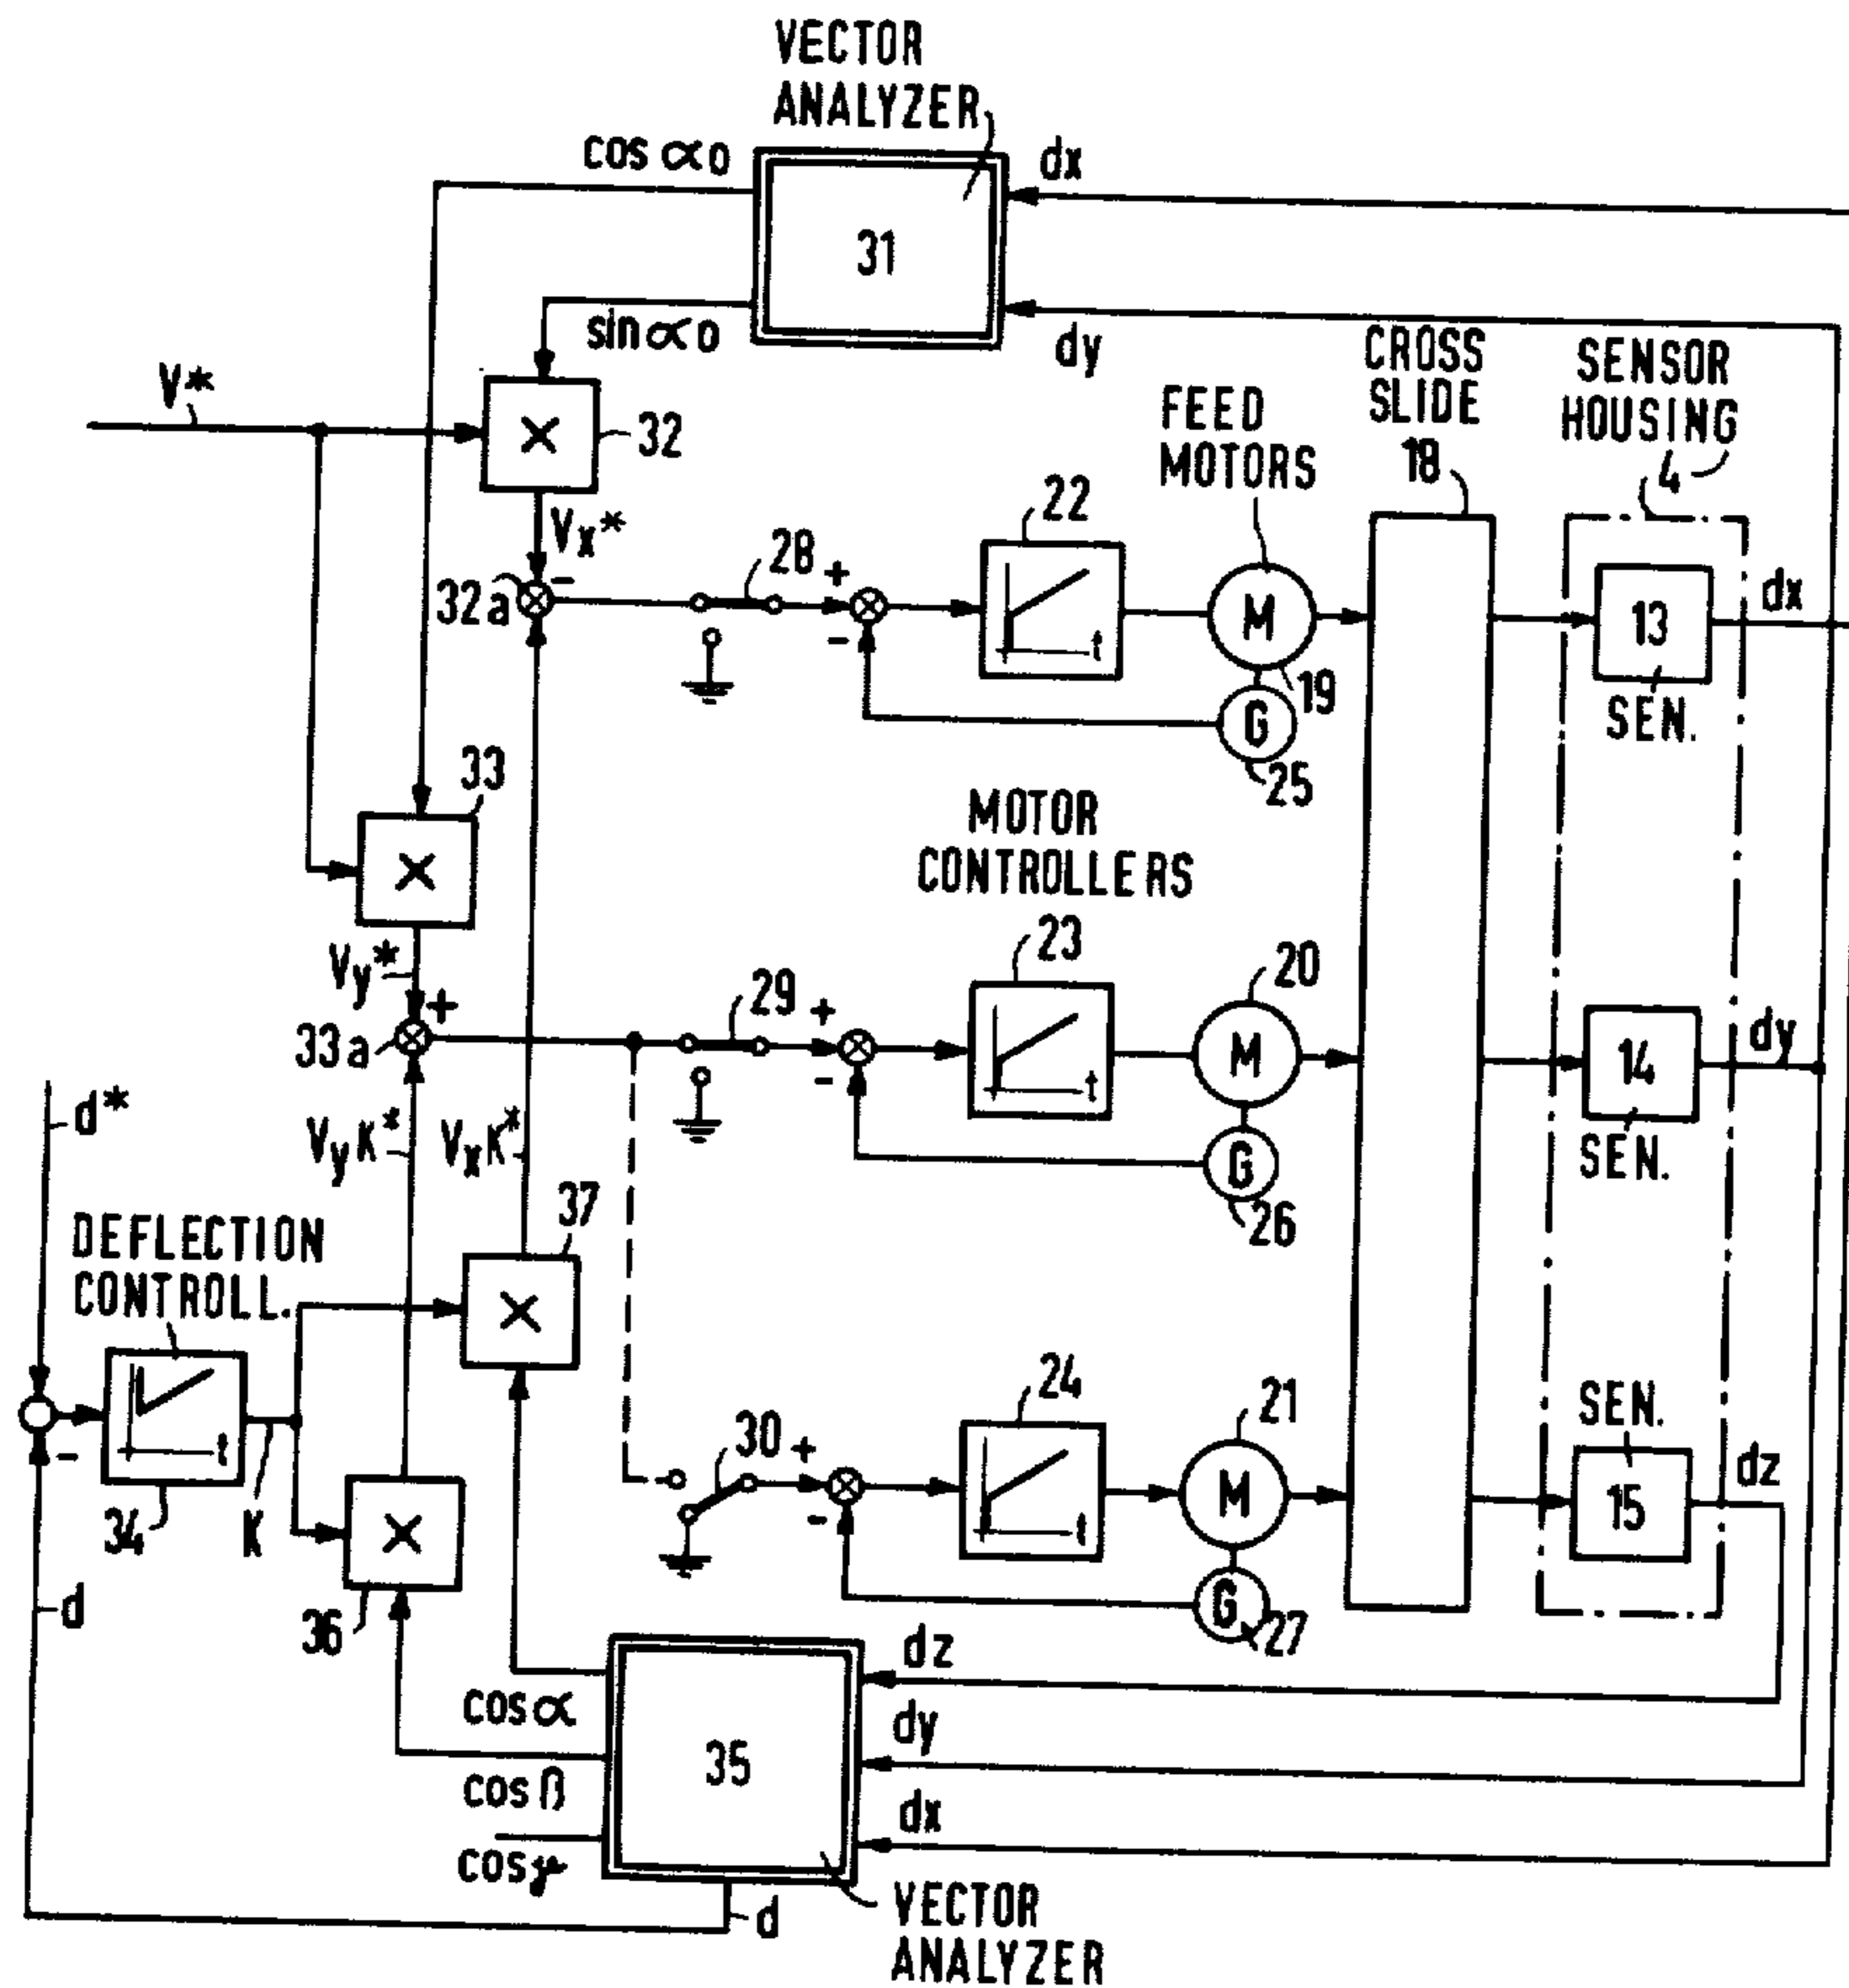 VECTOR
ANALYZER
31
cos αo
sin αo
dx
dy
V*
X
32
Vx*
-
32a
28
+
-
22
t
FEED
MOTORS
M
19
G
25
CROSS
SLIDE
18
SENSOR
HOUSING
4
13
SEN.
dx
33
X
Vy*
+
33a
29
+
-
MOTOR
CONTROLLERS
23
t
20
M
G
26
14
SEN.
dy
d*
VyK*
VxK*
37
X
DEFLECTION
CONTROLL.
t
34
-
K
X
36
d
30
+
-
24
t
21
M
G
27
SEN.
15
dz
cos α
cos β
cos γ
35
dz
dy
dx
d
VECTOR
ANALYZER